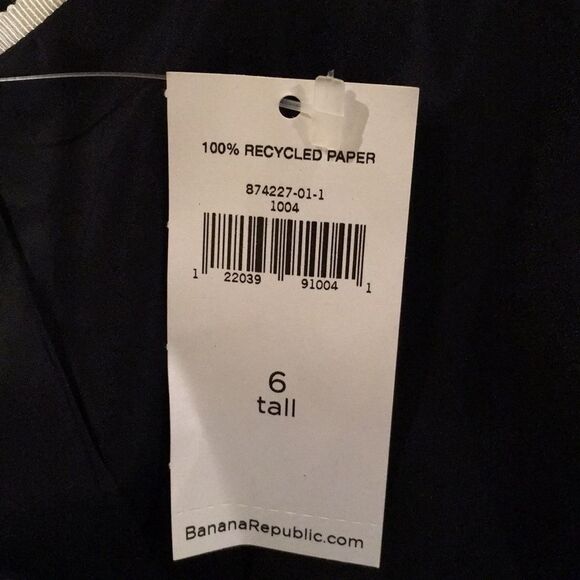 100% RECYCLED PAPER
874227-01-1
1004
1 22039 91004 1
6
tall
BananaRepublic.com